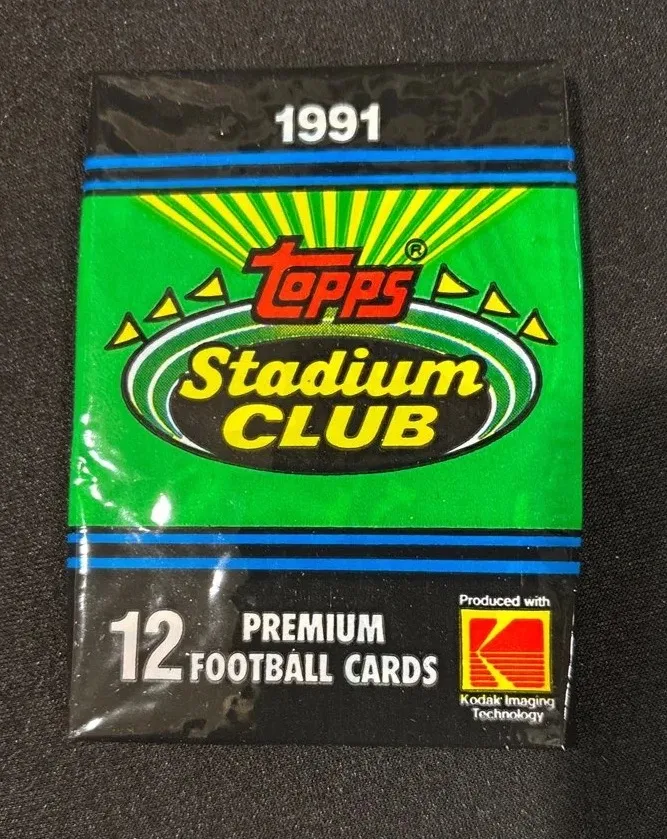 1991
Topps®
Stadium
CLUB
12 PREMIUM
FOOTBALL CARDS
Produced with
Kodak Imaging
Technology